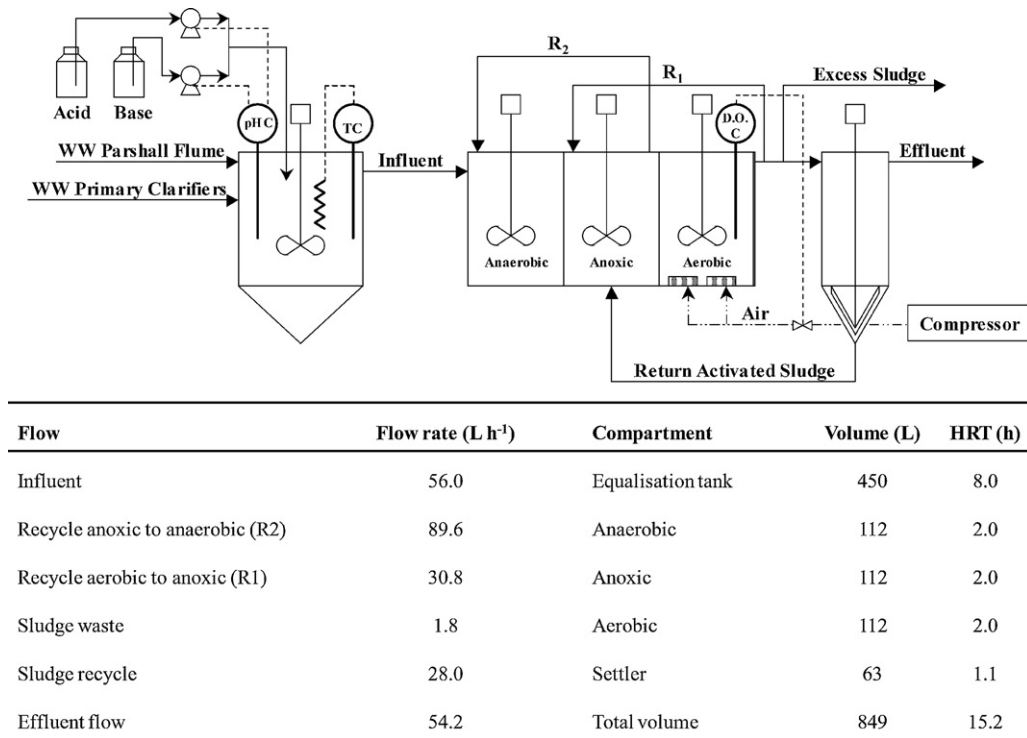 R₂
R₁
Excess Sludge
Acid
Base
pH C
TC
D.O.
C
WW Parshall Flume
Influent
Effluent
WW Primary Clarifiers
Anaerobic
Anoxic
Aerobic
Air
Compressor
Return Activated Sludge
Flow Flow rate (L h⁻¹) Compartment Volume (L) HRT (h)
Influent 56.0 Equalisation tank 450 8.0
Recycle anoxic to anaerobic (R2) 89.6 Anaerobic 112 2.0
Recycle aerobic to anoxic (R1) 30.8 Anoxic 112 2.0
Sludge waste 1.8 Aerobic 112 2.0
Sludge recycle 28.0 Settler 63 1.1
Effluent flow 54.2 Total volume 849 15.2